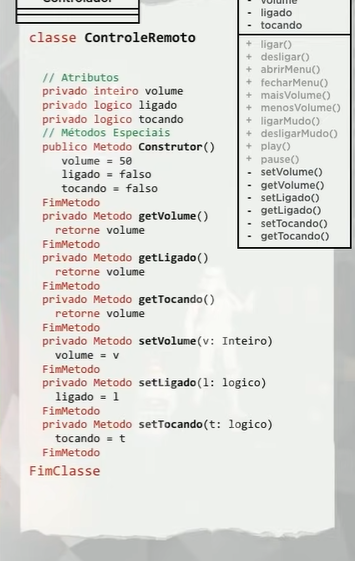 Controlador
classe ControleRemoto
// Atributos
privado inteiro volume
privado logico ligado
privado logico tocando
// Métodos Especiais
publico Metodo Construtor()
volume = 50
ligado = falso
tocando = falso
FimMetodo
privado Metodo getVolume()
retorne volume
FimMetodo
privado Metodo getLigado()
retorne volume
FimMetodo
privado Metodo getTocando()
retorne volume
FimMetodo
privado Metodo setVolume(v: Inteiro)
volume = v
FimMetodo
privado Metodo setLigado(l: logico)
ligado = l
FimMetodo
privado Metodo setTocando(t: logico)
tocando = t
FimMetodo
FimClasse
- volume
- ligado
- tocando
+ ligar()
+ desligar()
+ abrirMenu()
+ fecharMenu()
+ maisVolume()
+ menosVolume()
+ ligarMudo()
+ desligarMudo()
+ play()
+ pause()
- setVolume()
- getVolume()
- setLigado()
- getLigado()
- setTocando()
- getTocando()